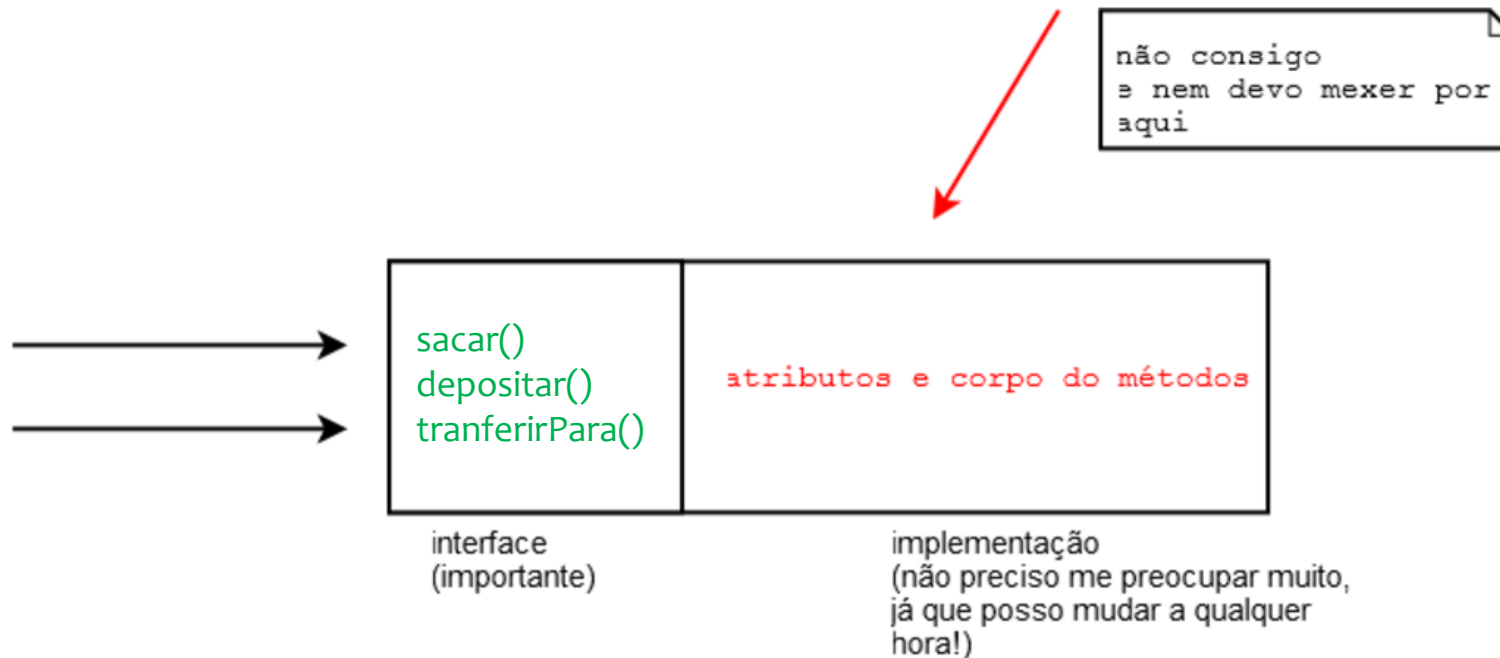 não consigo
e nem devo mexer por
aqui
sacar()
depositar()
tranferirPara()
atributos e corpo do métodos
interface
(importante)
implementação
(não preciso me preocupar muito,
já que posso mudar a qualquer
hora!)